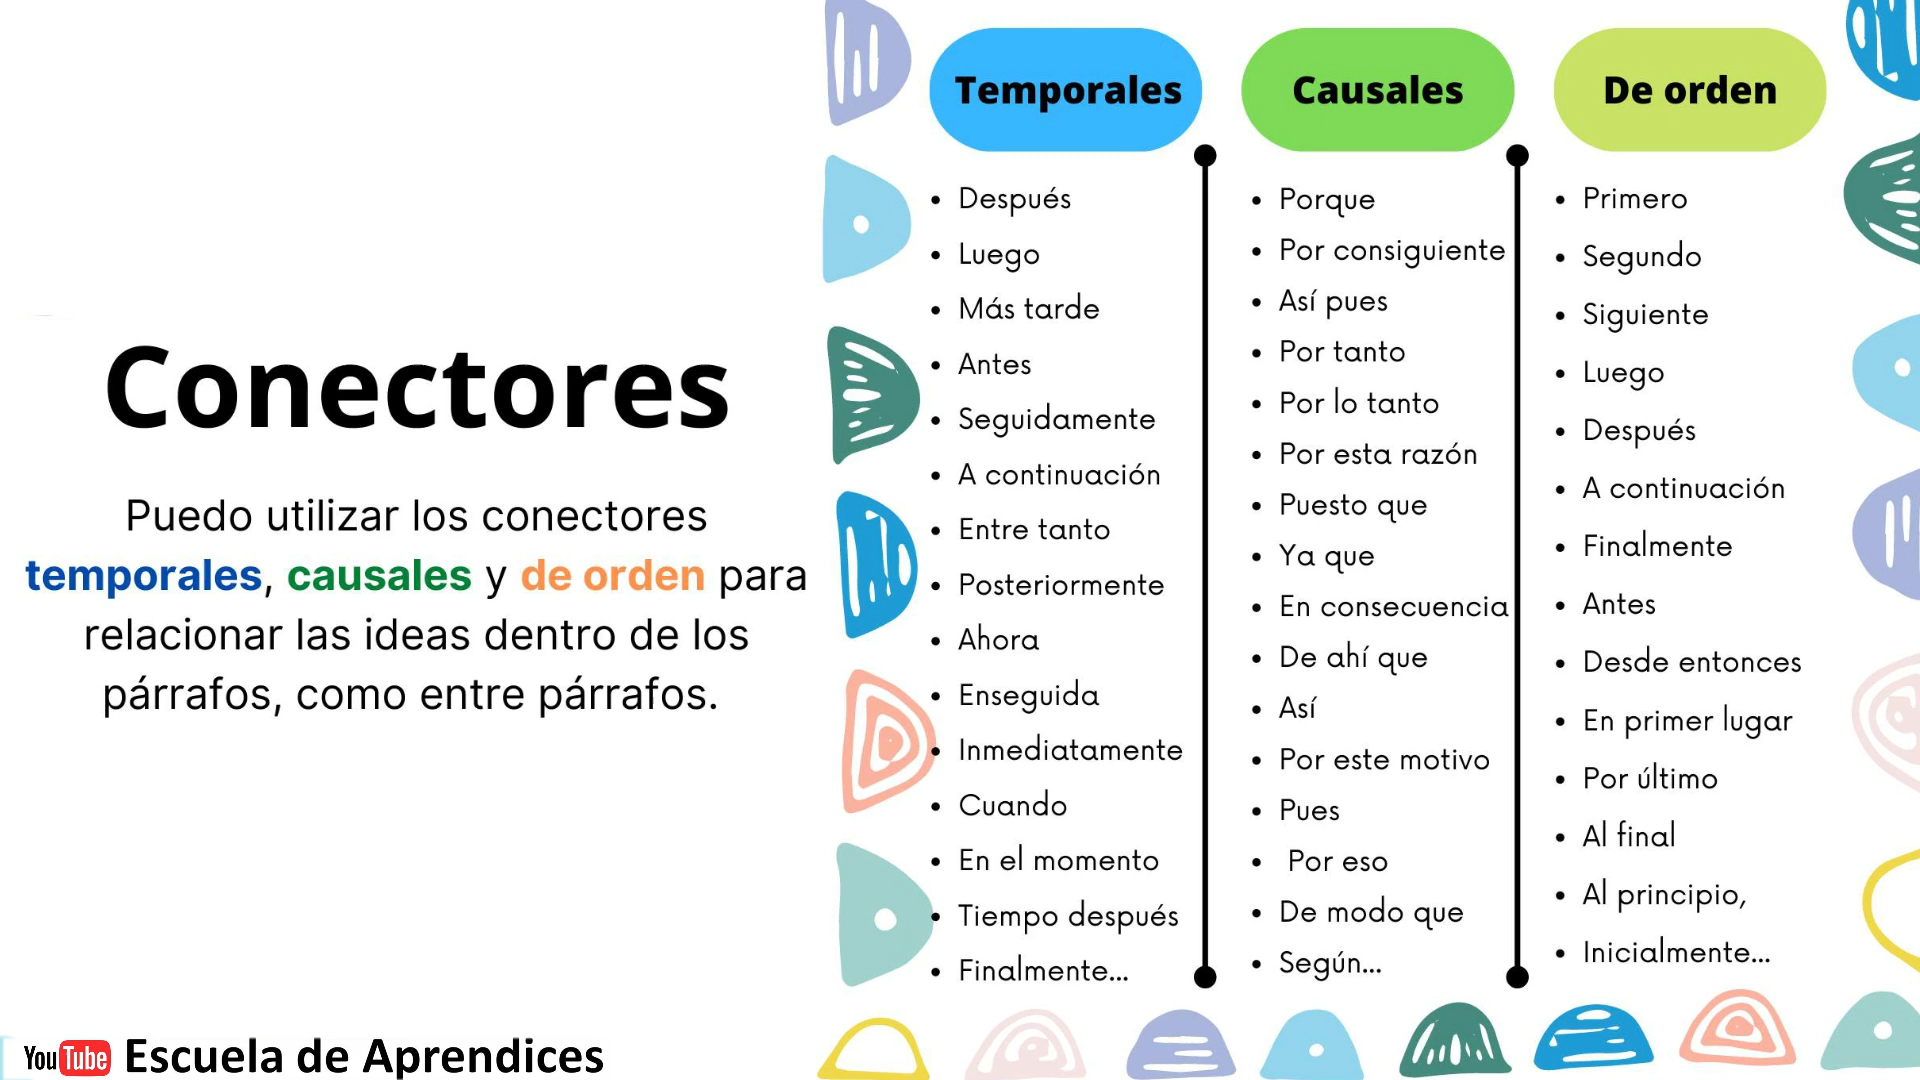 Conectores
Puedo utilizar los conectores
temporales, causales y de orden para
relacionar las ideas dentro de los
párrafos, como entre párrafos.
Temporales
• Después
• Luego
• Más tarde
• Antes
• Seguidamente
• A continuación
• Entre tanto
• Posteriormente
• Ahora
• Enseguida
• Inmediatamente
• Cuando
• En el momento
• Tiempo después
• Finalmente...
Causales
• Porque
• Por consiguiente
• Así pues
• Por tanto
• Por lo tanto
• Por esta razón
• Puesto que
• Ya que
• En consecuencia
• De ahí que
• Así
• Por este motivo
• Pues
• Por eso
• De modo que
• Según...
De orden
• Primero
• Segundo
• Siguiente
• Luego
• Después
• A continuación
• Finalmente
• Antes
• Desde entonces
• En primer lugar
• Por último
• Al final
• Al principio,
• Inicialmente...
YouTube Escuela de Aprendices